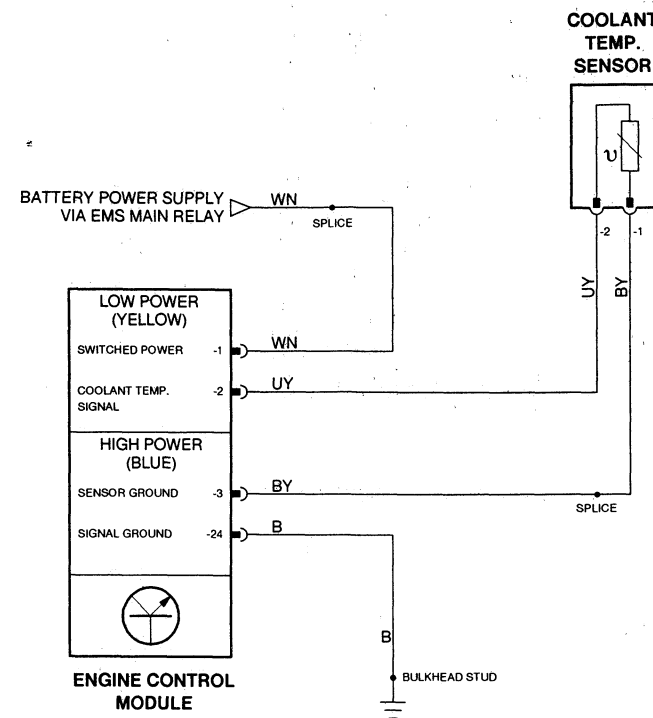 COOLANT
TEMP.
SENSOR
υ
-2
-1
BATTERY POWER SUPPLY
VIA EMS MAIN RELAY
WN
SPLICE
UY
BY
LOW POWER
(YELLOW)
SWITCHED POWER -1
WN
COOLANT TEMP.
SIGNAL
-2
UY
HIGH POWER
(BLUE)
SENSOR GROUND -3
BY
SPLICE
SIGNAL GROUND -24
B
B
BULKHEAD STUD
ENGINE CONTROL
MODULE